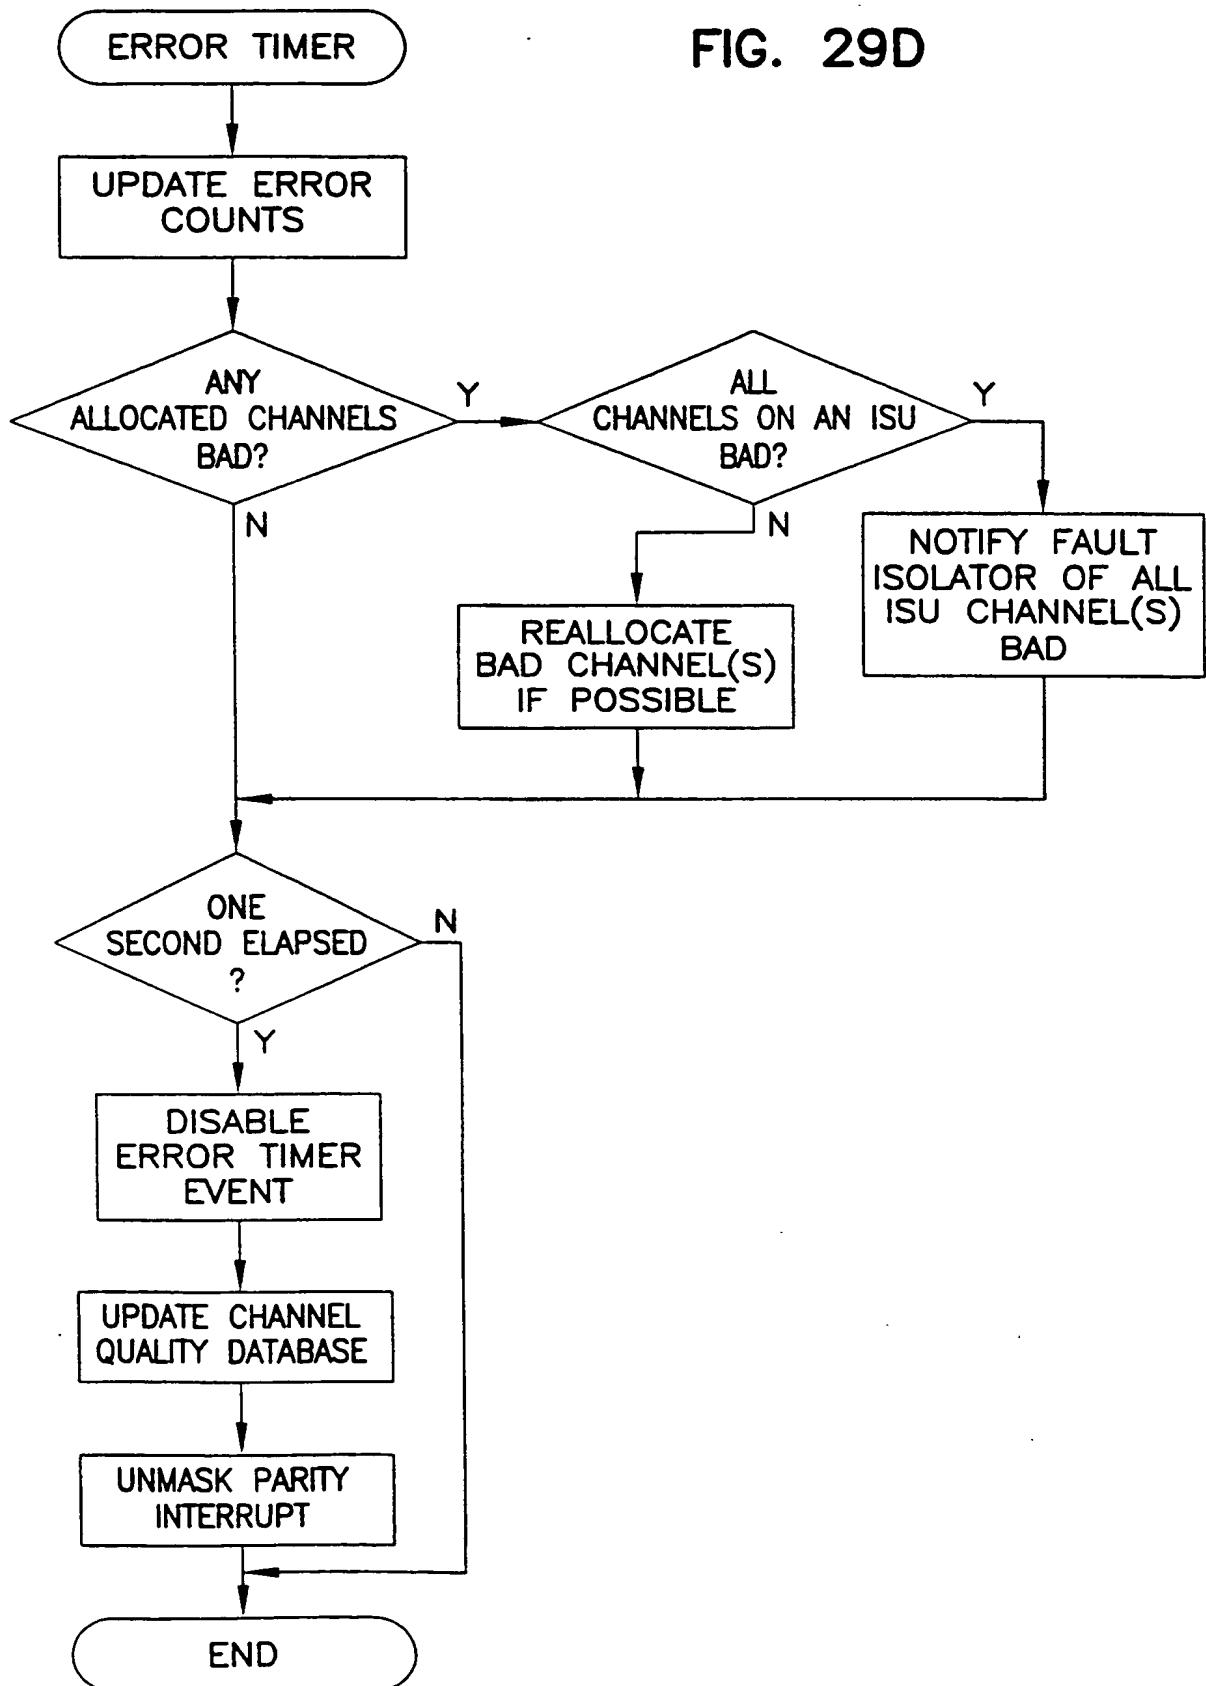 ERROR TIMER
FIG. 29D
UPDATE ERROR
COUNTS
ANY
ALLOCATED CHANNELS
BAD?
Y
N
ALL
CHANNELS ON AN ISU
BAD?
Y
N
NOTIFY FAULT
ISOLATOR OF ALL
ISU CHANNEL(S)
BAD
REALLOCATE
BAD CHANNEL(S)
IF POSSIBLE
ONE
SECOND ELAPSED
?
N
Y
DISABLE
ERROR TIMER
EVENT
UPDATE CHANNEL
QUALITY DATABASE
UNMASK PARITY
INTERRUPT
END